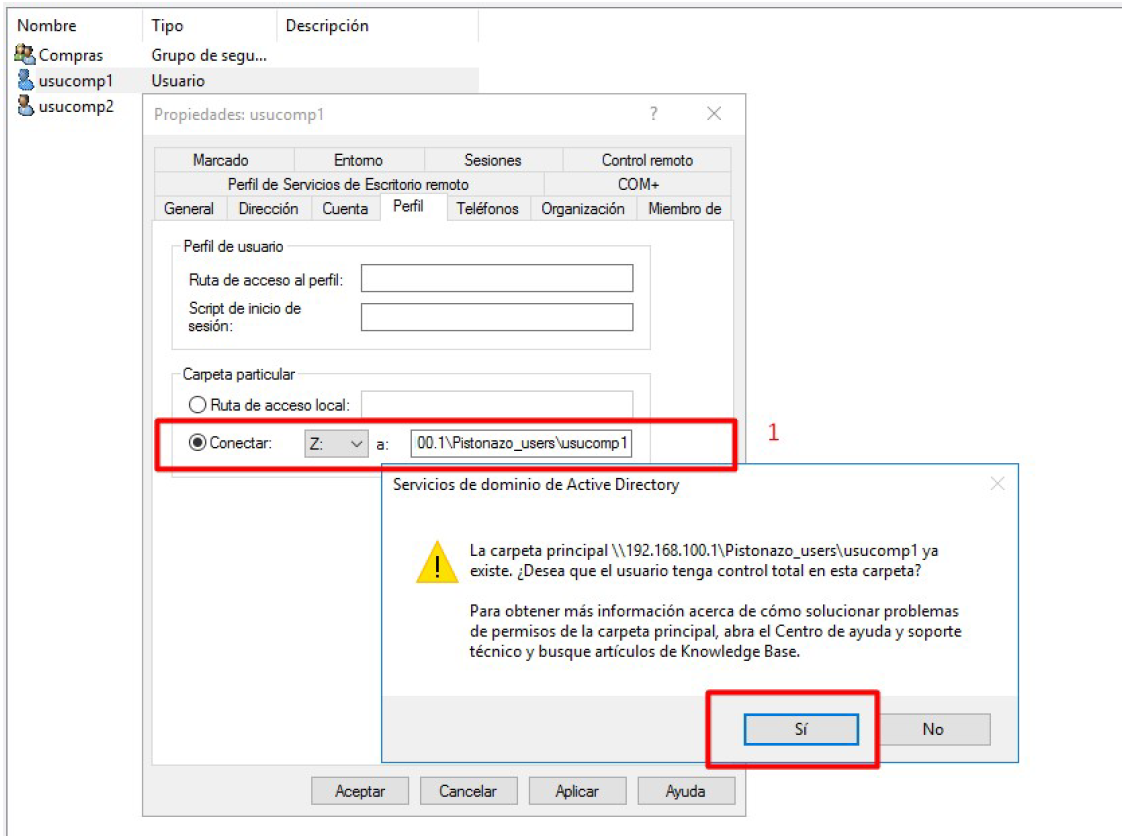 Nombre Tipo Descripción
Compras Grupo de segu...
usucomp1 Usuario
usucomp2
Propiedades: usucomp1 ?
Marcado Entorno Sesiones Control remoto
Perfil de Servicios de Escritorio remoto COM+
General Dirección Cuenta Perfil Teléfonos Organización Miembro de
Perfil de usuario
Ruta de acceso al perfil:
Script de inicio de
sesión:
Carpeta particular
Ruta de acceso local:
Conectar: Z: a: 00.1\Pistonazo_users\usucomp1
1
Servicios de dominio de Active Directory
La carpeta principal \\192.168.100.1\Pistonazo_users\usucomp1 ya
existe. ¿Desea que el usuario tenga control total en esta carpeta?
Para obtener más información acerca de cómo solucionar problemas
de permisos de la carpeta principal, abra el Centro de ayuda y soporte
técnico y busque artículos de Knowledge Base.
Sí No
Aceptar Cancelar Aplicar Ayuda